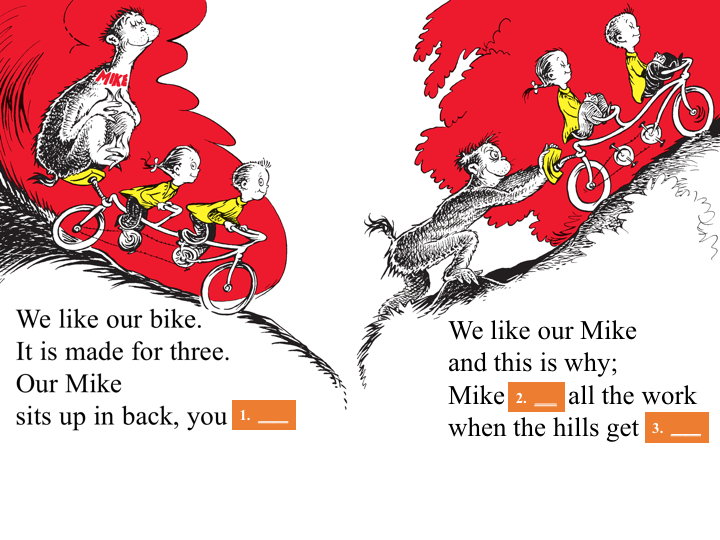 MIKE
We like our bike.
It is made for three.
Our Mike
sits up in back, you 1. ___
We like our Mike
and this is why;
Mike 2. ___ all the work
when the hills get 3. ___